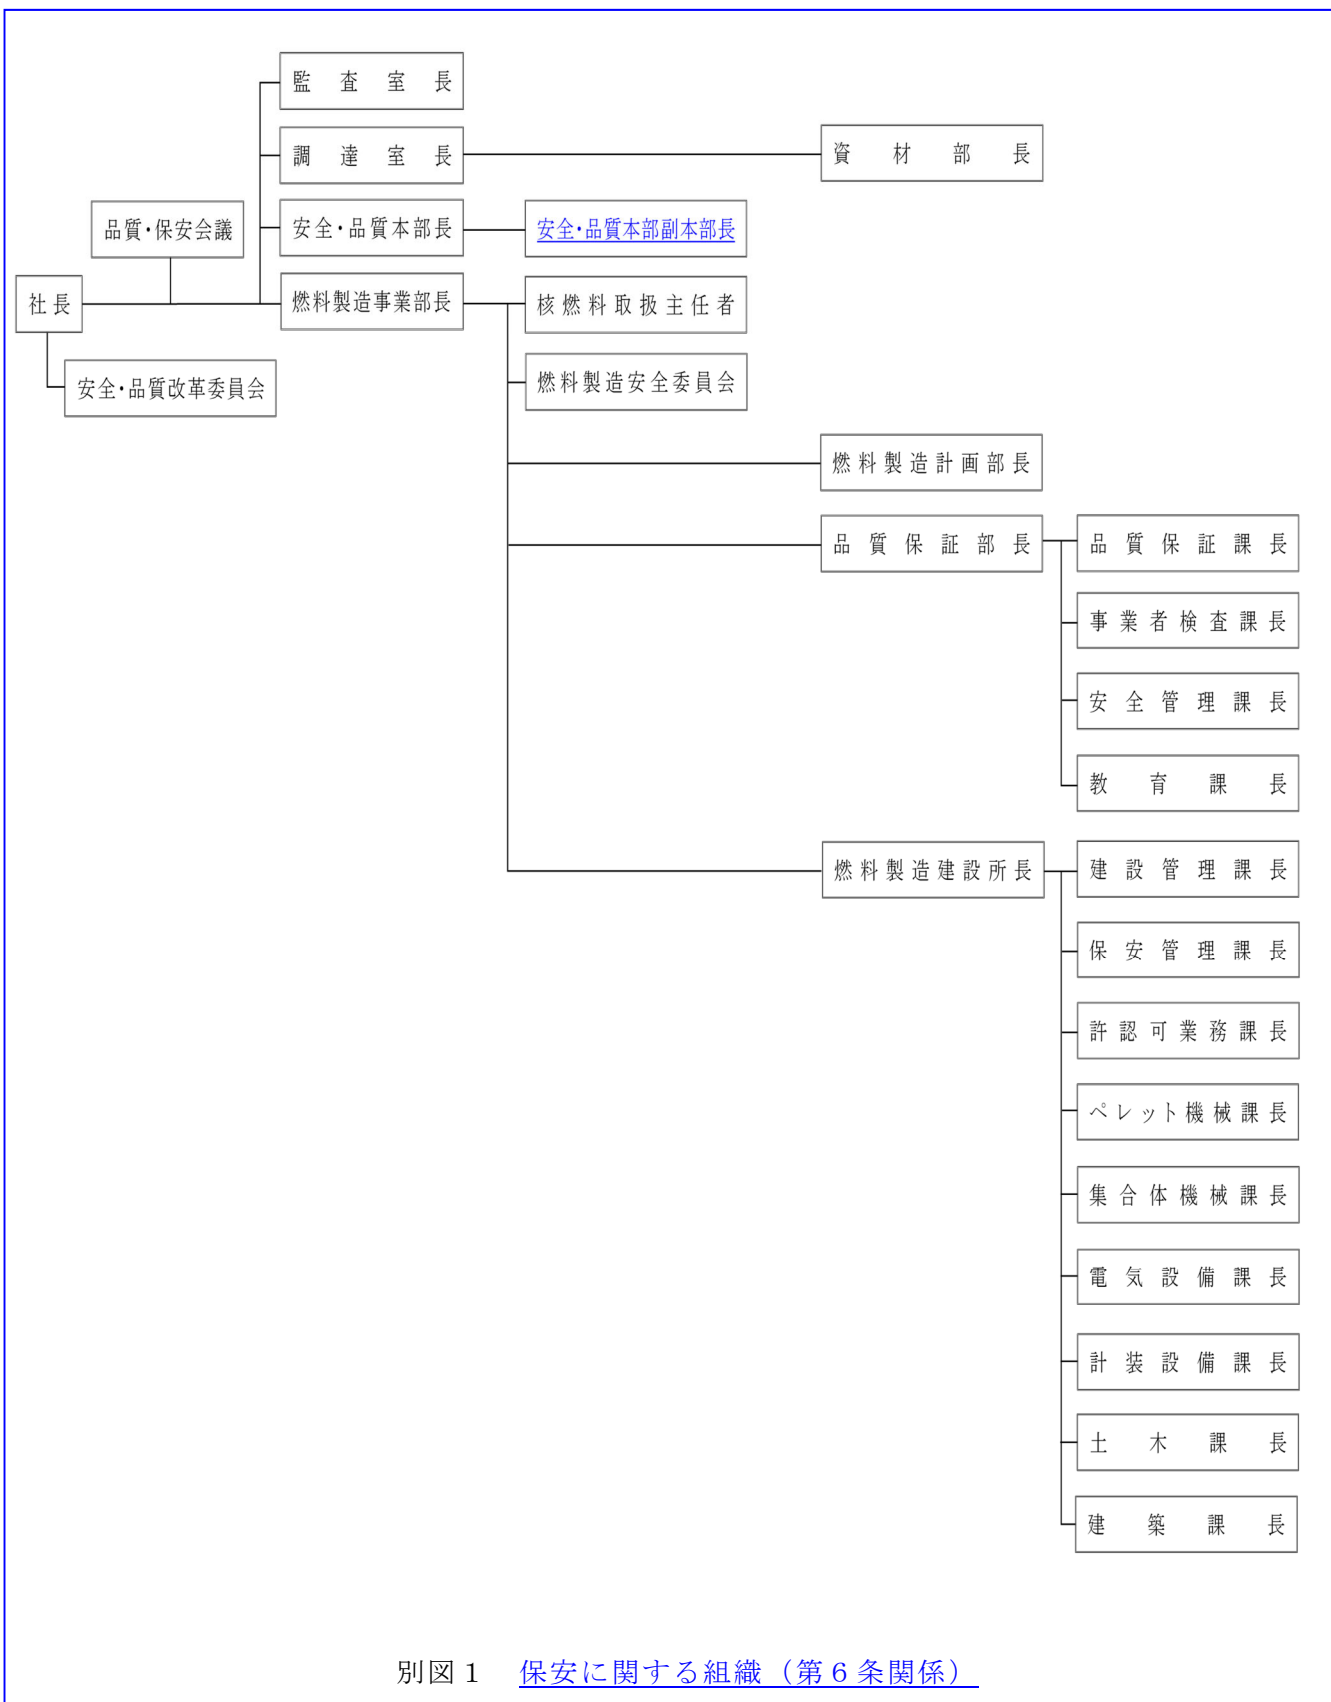 監査室長
調達室長
資材部長
品質・保安会議
安全・品質本部長
安全・品質本部副本部長
社長
燃料製造事業部長
核燃料取扱主任者
安全・品質改革委員会
燃料製造安全委員会
燃料製造計画部長
品質保証部長
品質保証課長
事業者検査課長
安全管理課長
教育課長
燃料製造建設所長
建設管理課長
保安管理課長
許認可業務課長
ペレット機械課長
集合体機械課長
電気設備課長
計装設備課長
土木課長
建築課長
別図1 保安に関する組織（第6条関係）